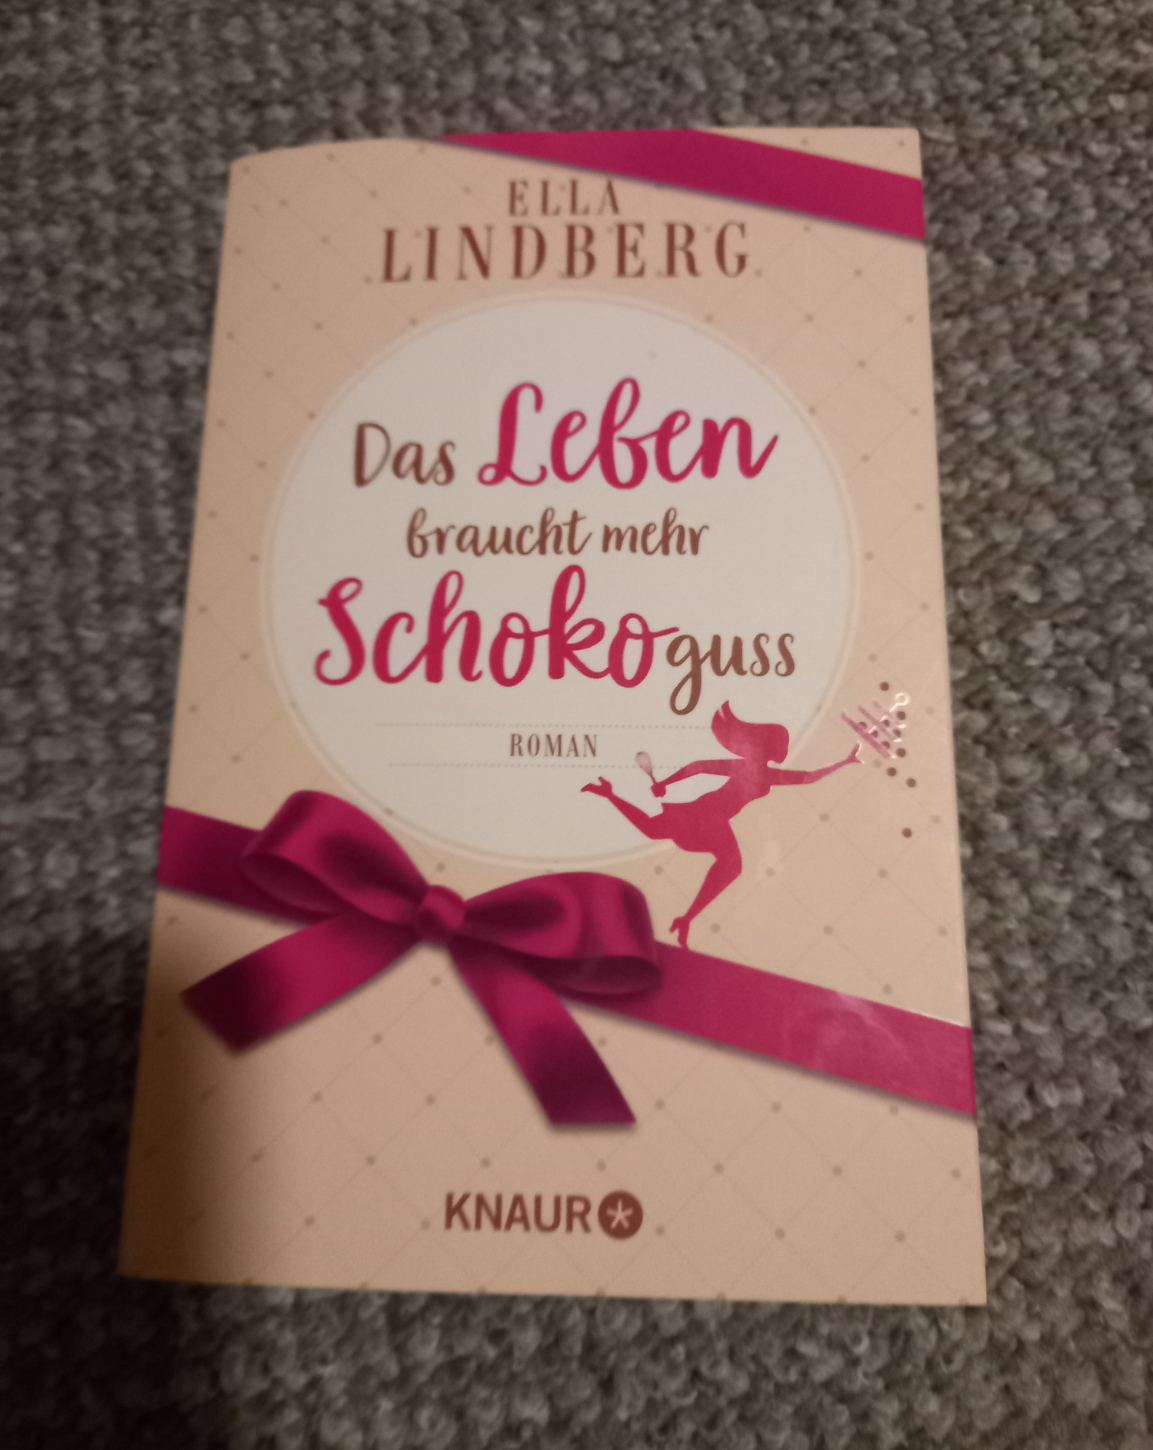 ELLA
LINDBERG
Das Leben
braucht mehr
Schokoguss
ROMAN
KNAUR